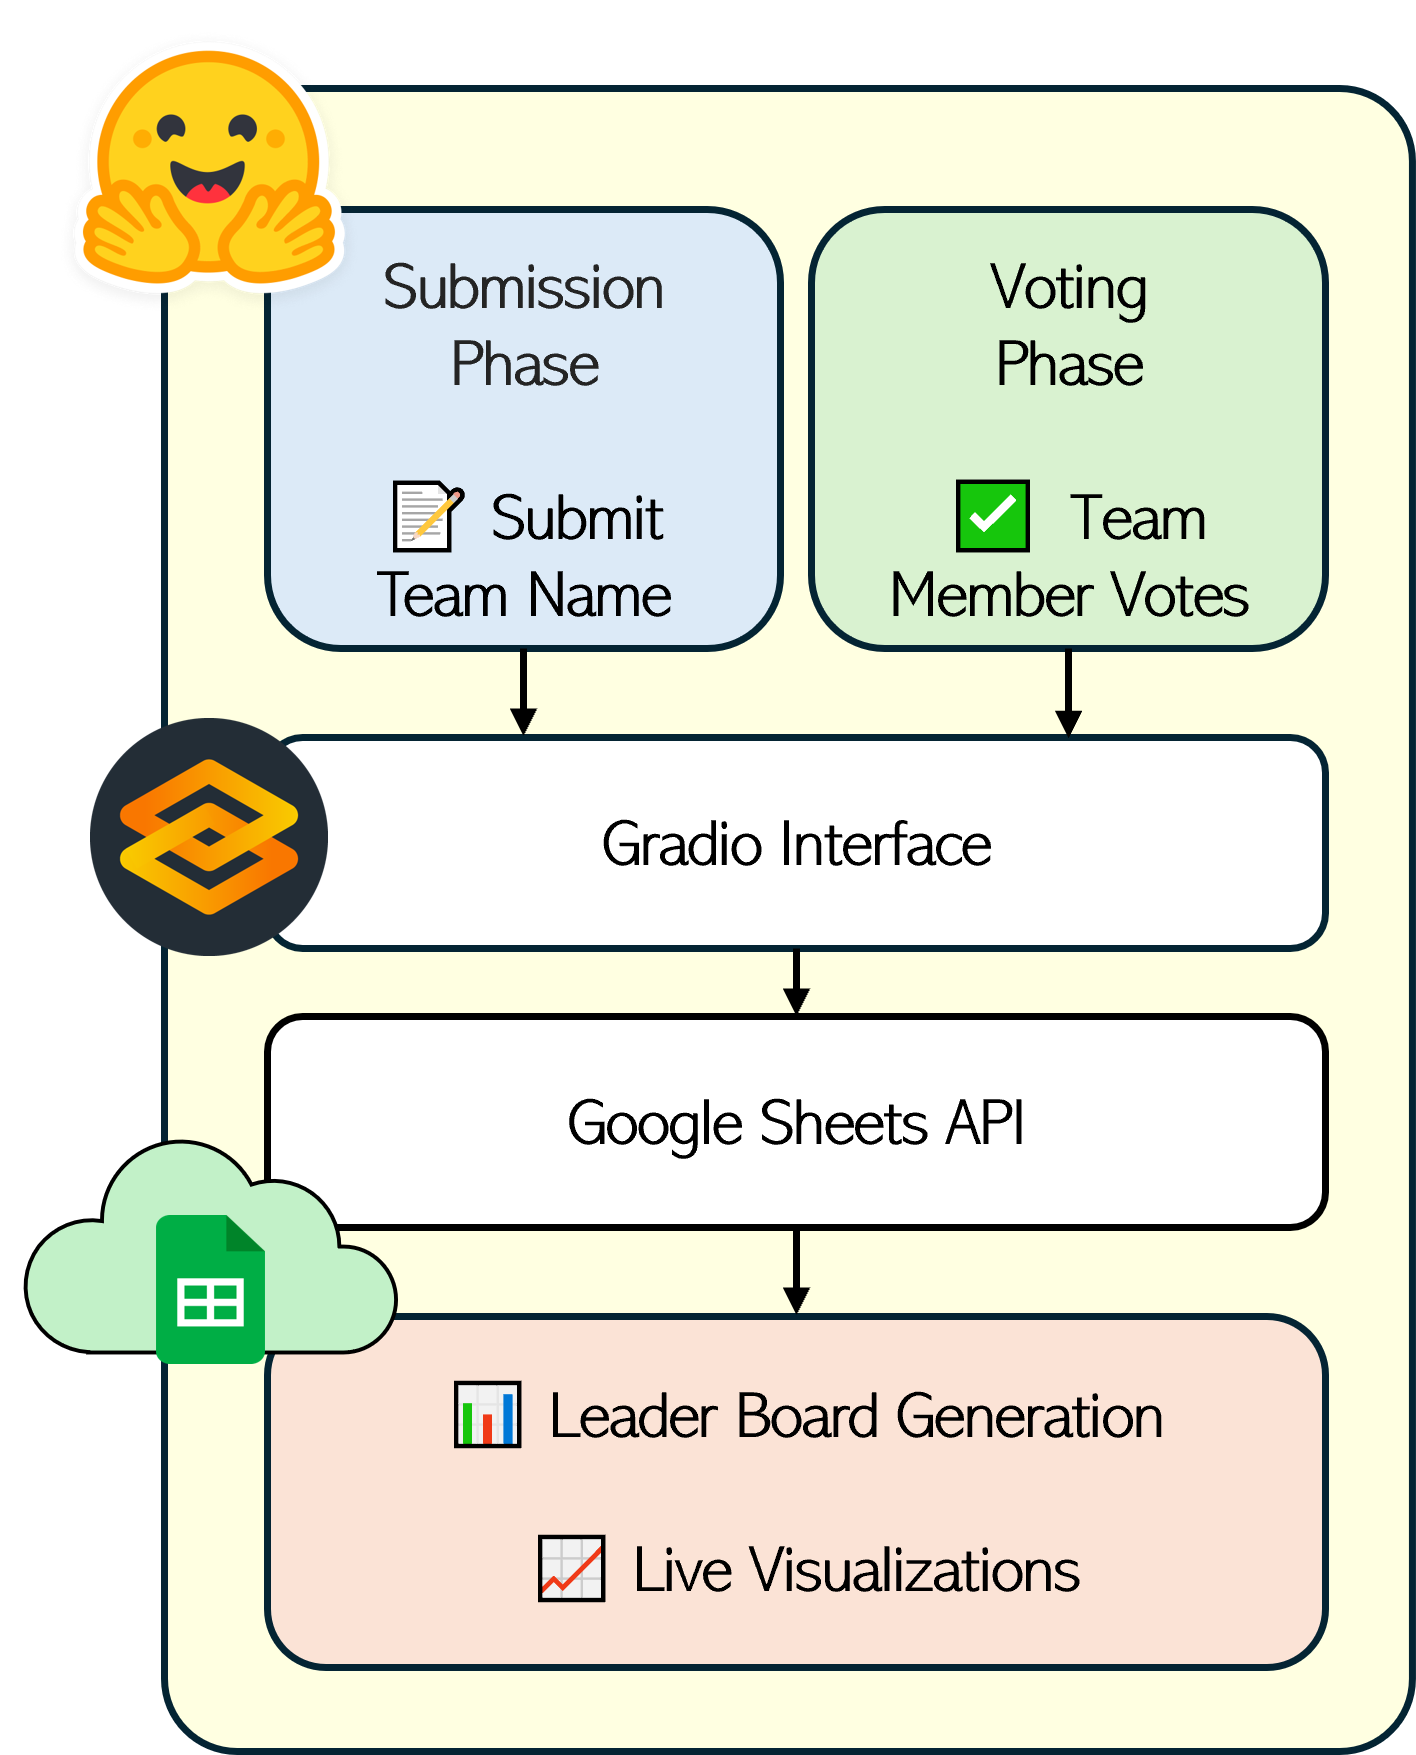 Submission
Phase
Submit
Team Name
Voting
Phase
Team
Member Votes
Gradio Interface
Google Sheets API
Leader Board Generation
Live Visualizations